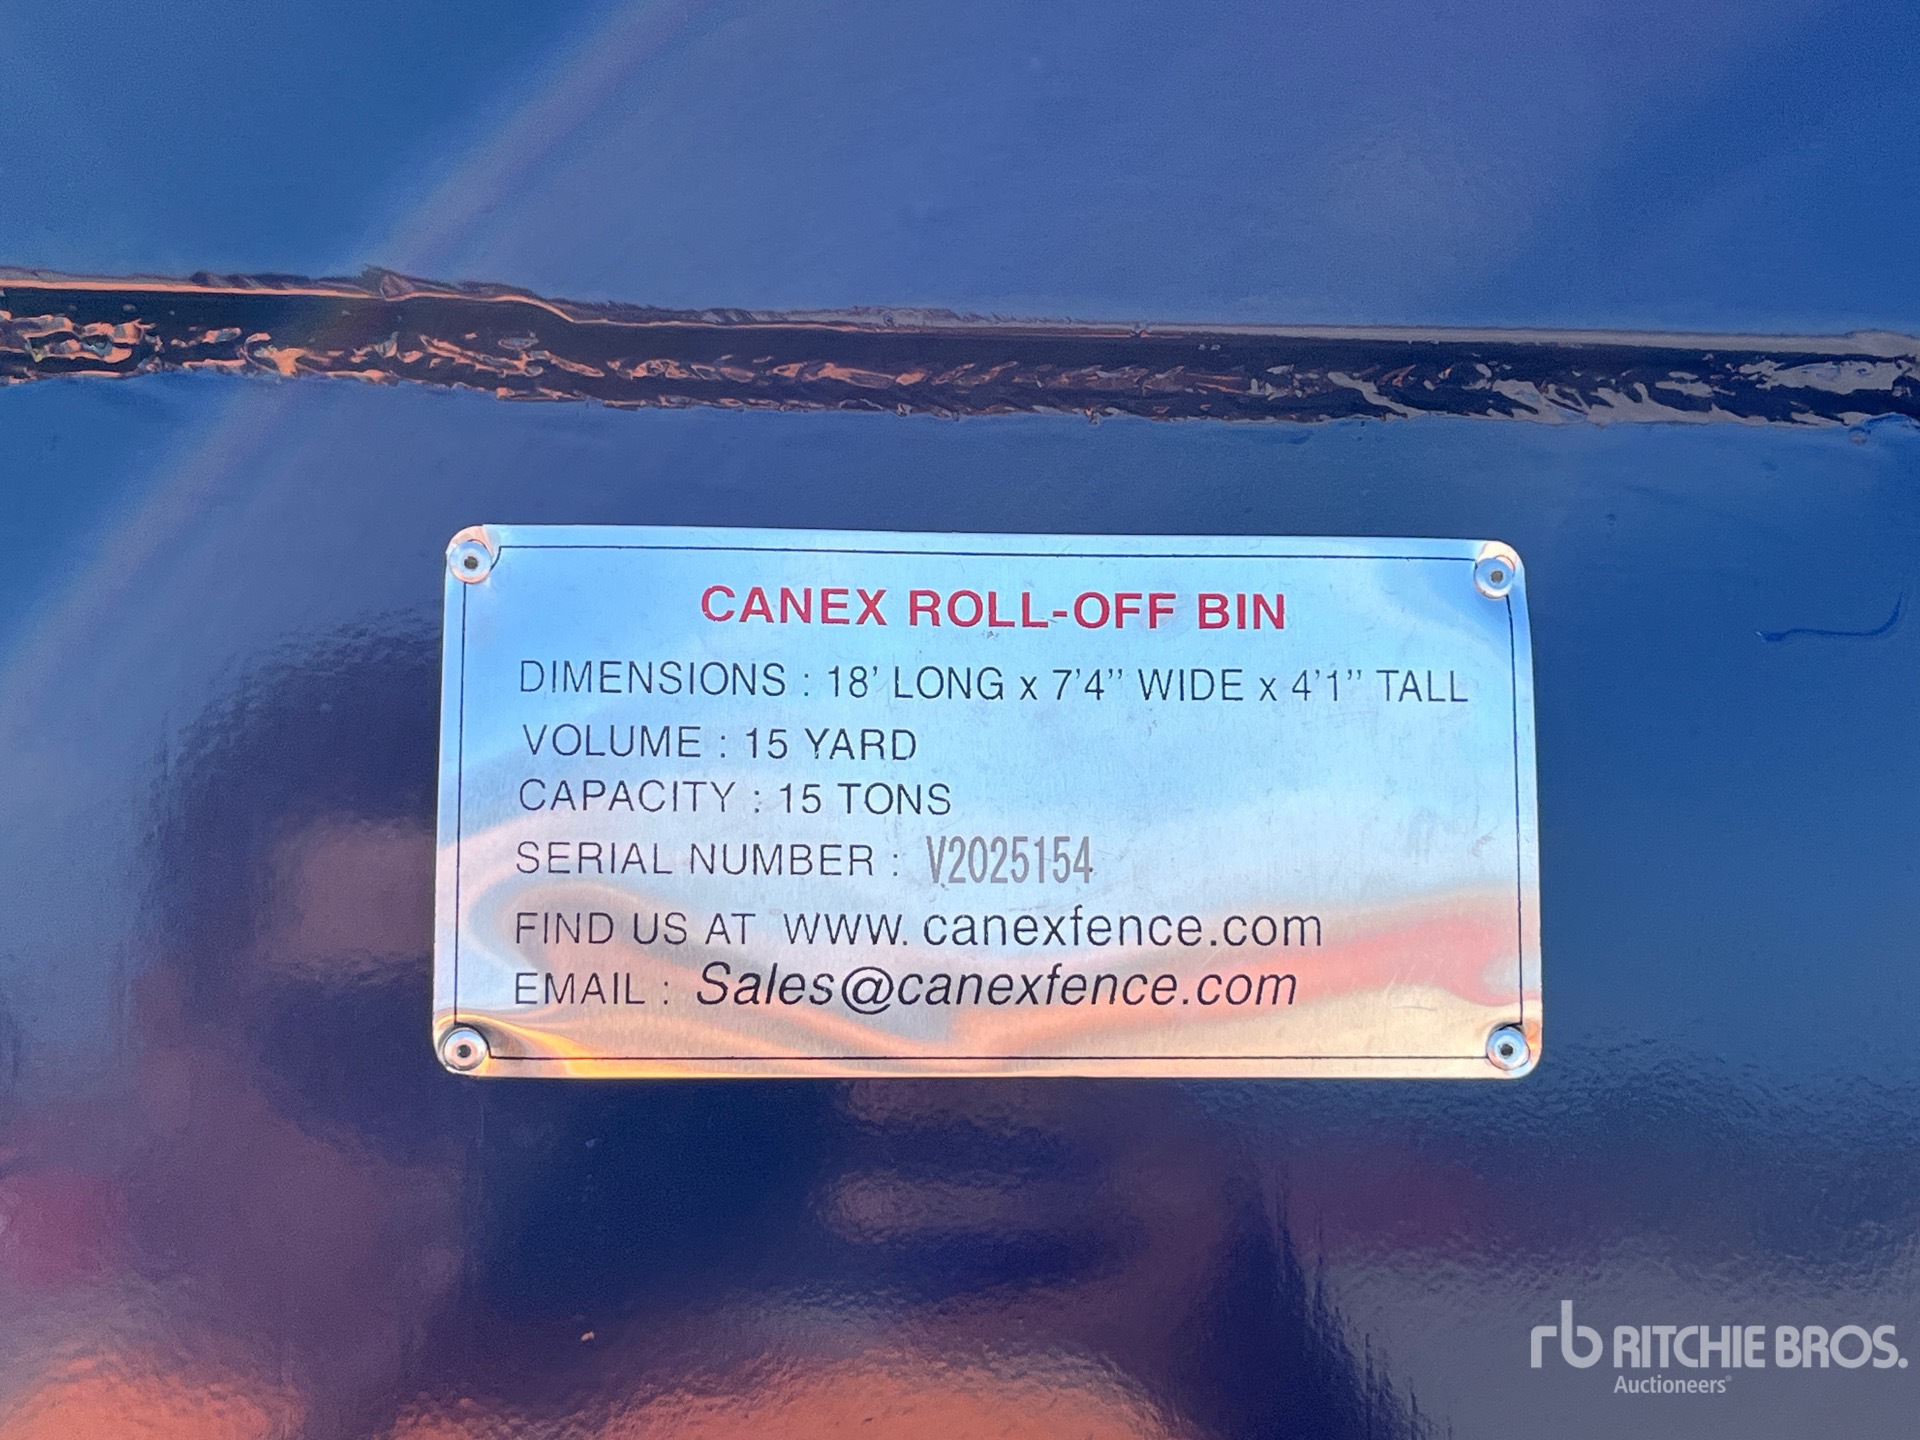 CANEX ROLL-OFF BIN
DIMENSIONS : 18' LONG x 7'4" WIDE x 4'1" TALL
VOLUME : 15 YARD
CAPACITY : 15 TONS
SERIAL NUMBER : V2025154
FIND US AT WWW. canexfence.com
EMAIL : Sales@canexfence.com
rb RITCHIE BROS.
Auctioneers